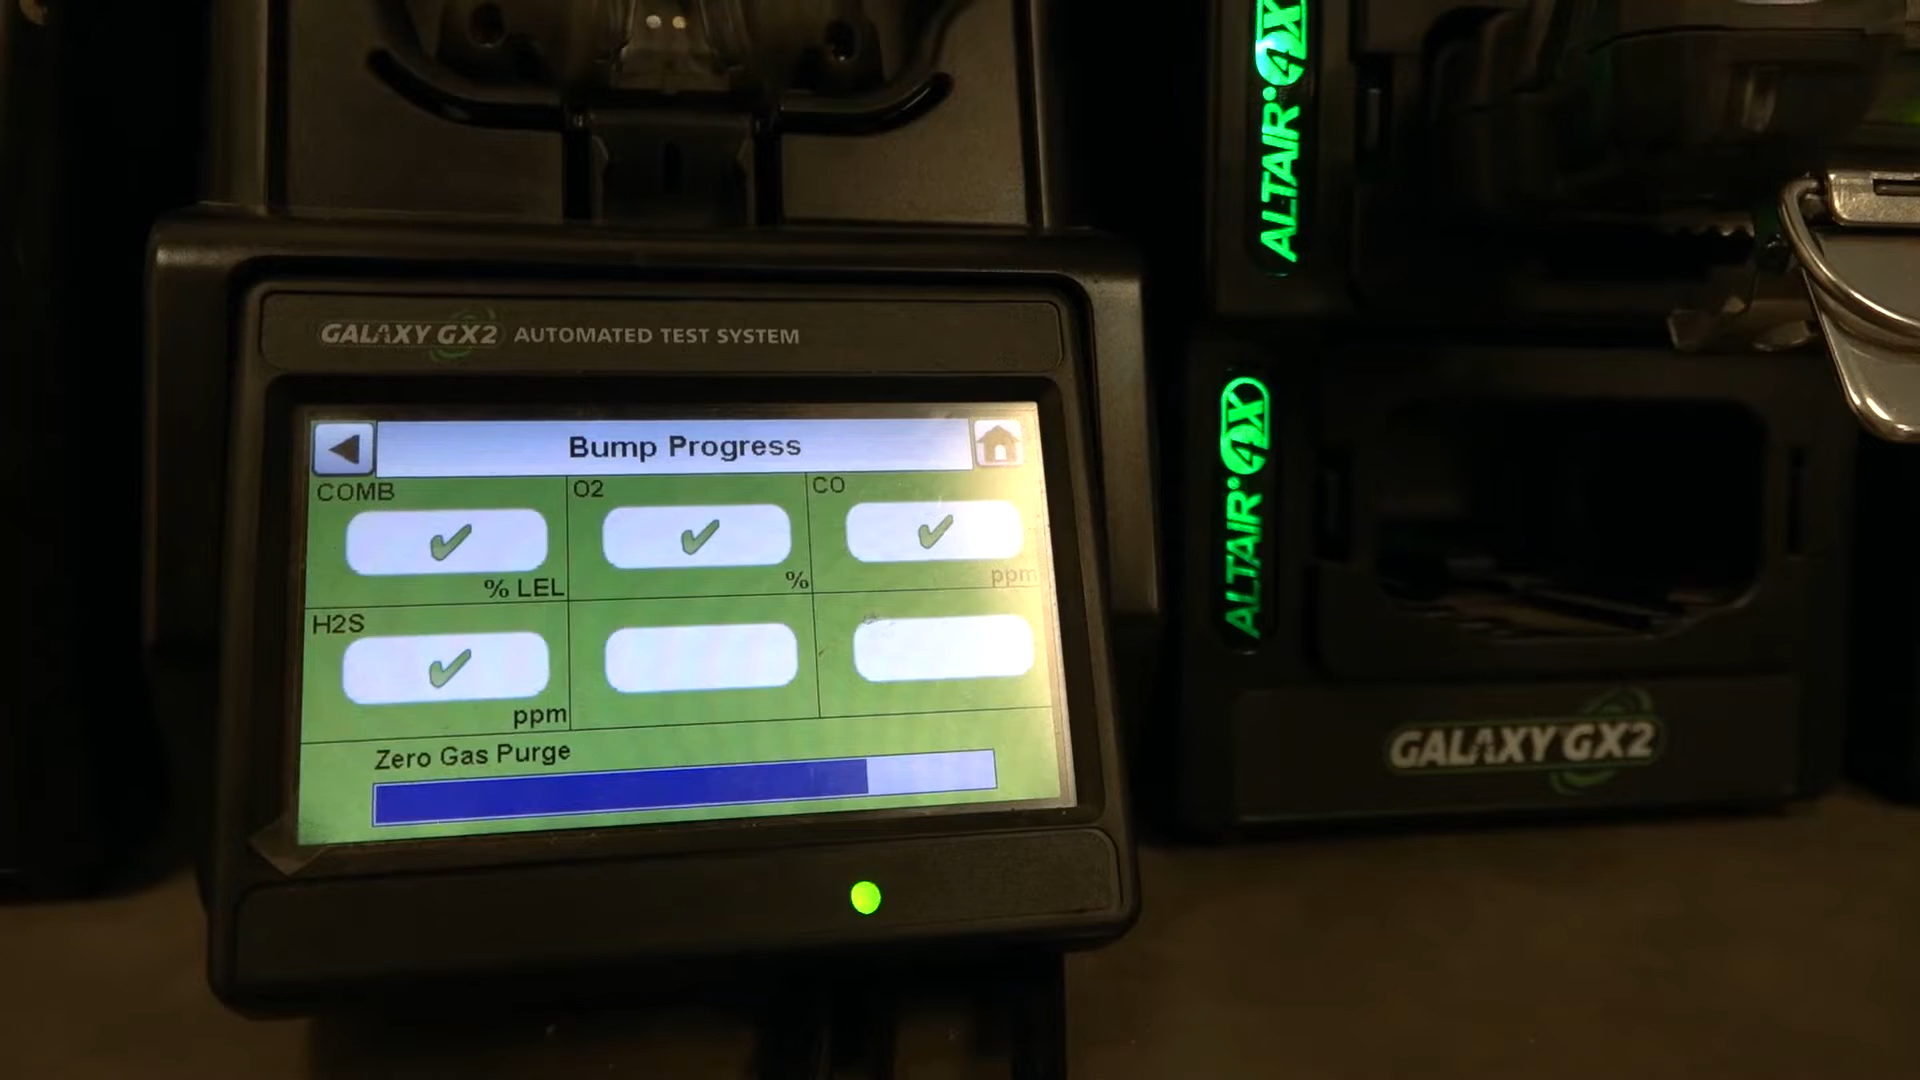 GALAXY GX2 AUTOMATED TEST SYSTEM
Bump Progress
COMB
O2
CO
% LEL
%
ppm
H2S
ppm
Zero Gas Purge
ALTAIR 4X
ALTAIR 4X
GALAXY GX2